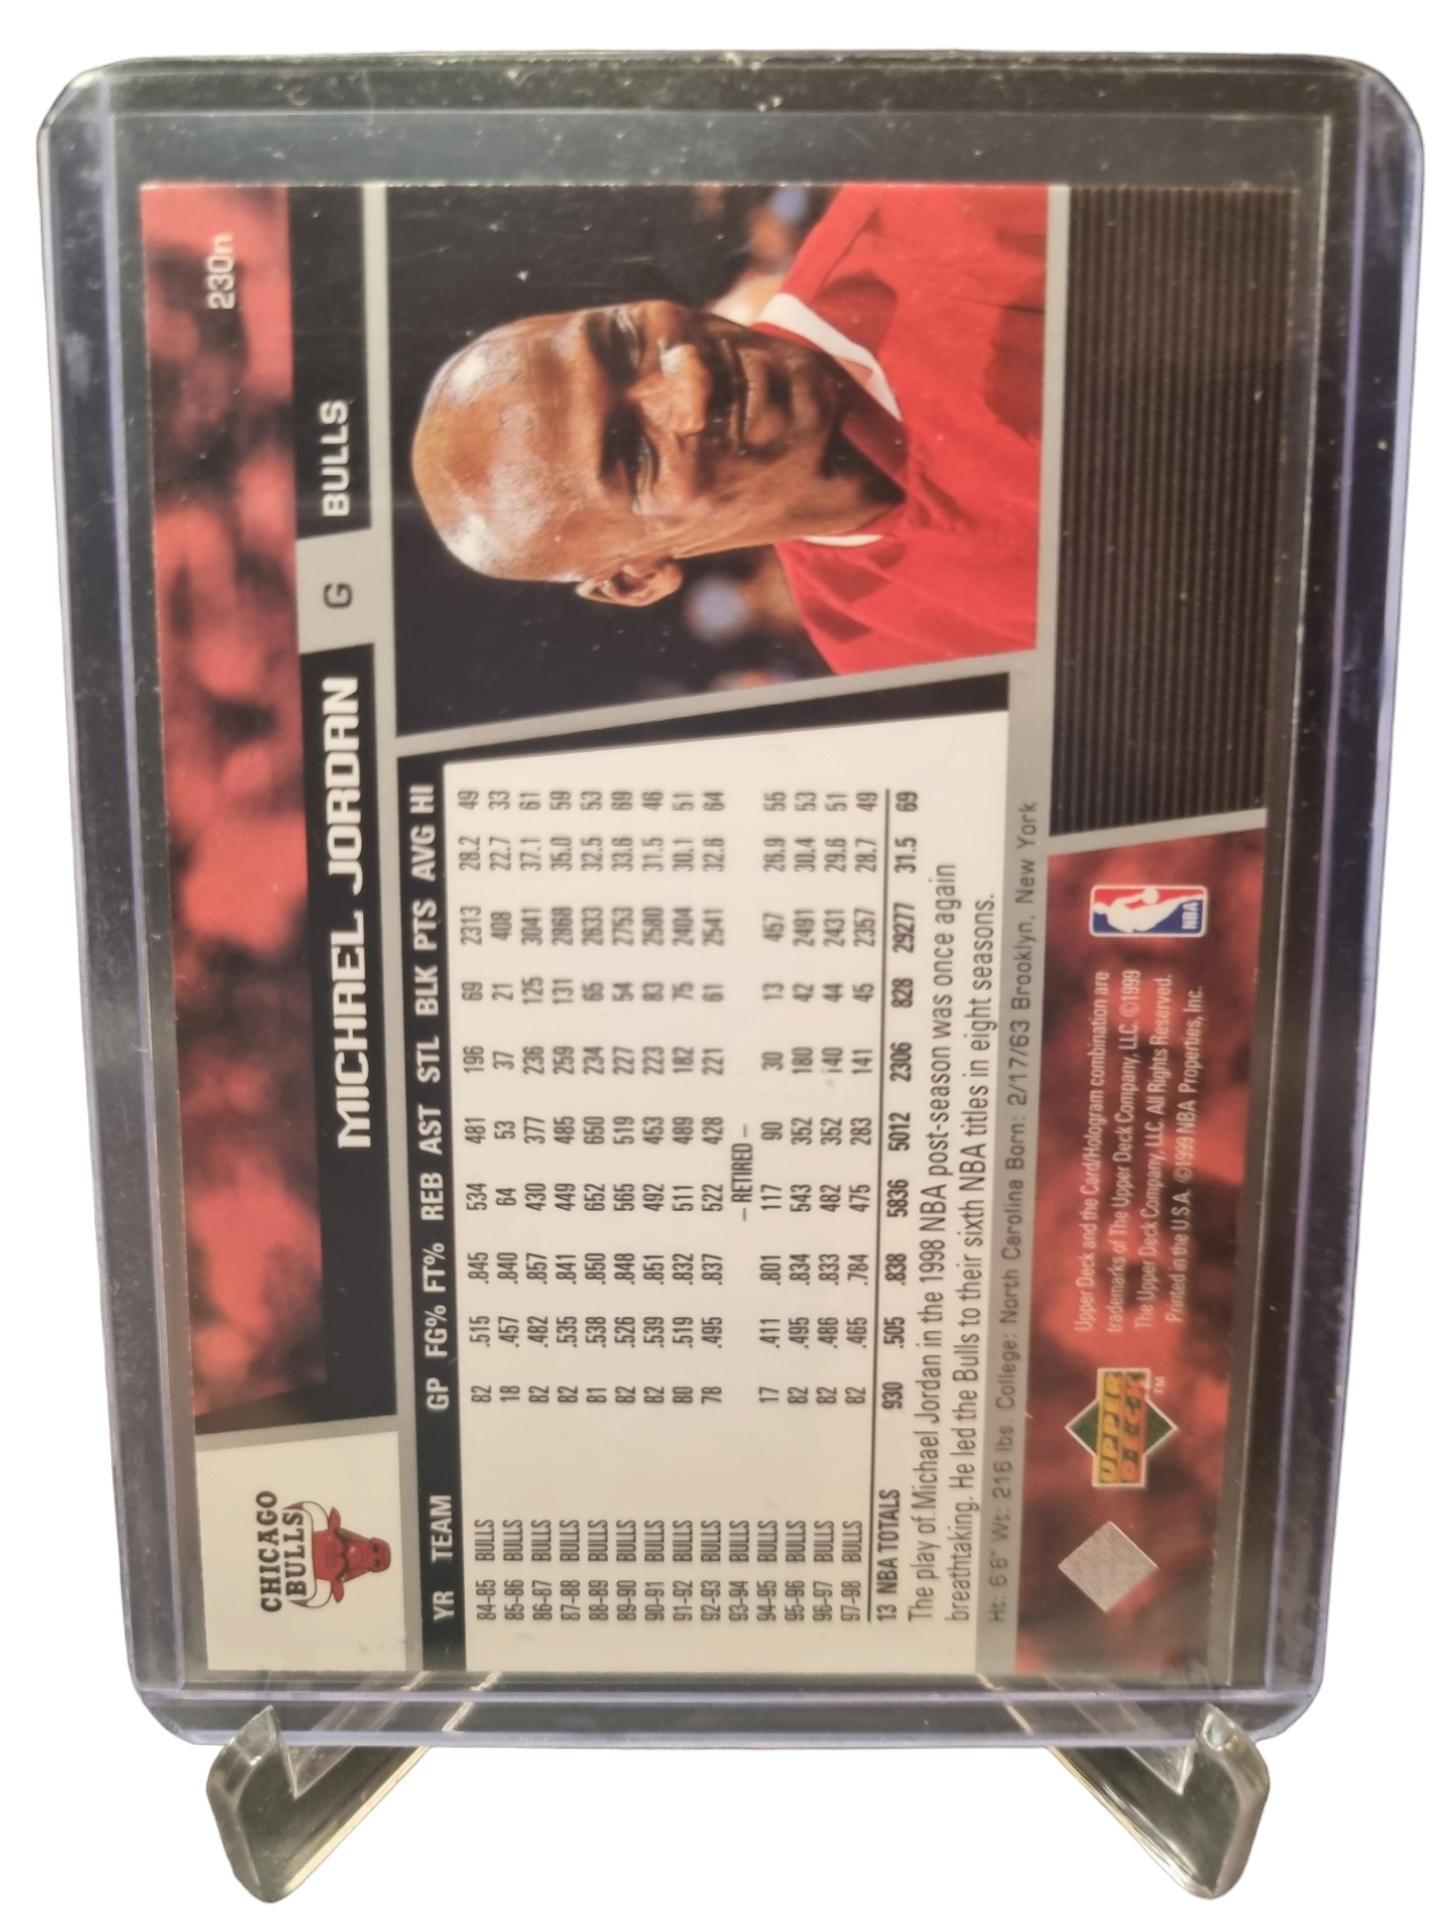 230n
CHICAGO
BULLS
MICHAEL JORDAN G BULLS
YR TEAM GP FG% FT% REB AST STL BLK PTS AVG HI
84-85 BULLS 82 .515 .845 534 481 196 69 2313 28.2 49
85-86 BULLS 18 .457 .840 64 53 37 21 408 22.7 33
86-87 BULLS 82 .482 .857 430 377 236 125 3041 37.1 61
87-88 BULLS 82 .535 .841 449 485 259 131 2868 35.0 59
88-89 BULLS 81 .538 .850 652 650 234 65 2633 32.5 53
89-90 BULLS 82 .526 .848 565 519 227 54 2753 33.6 69
90-91 BULLS 82 .539 .851 492 453 223 83 2580 31.5 46
91-92 BULLS 80 .519 .832 511 489 182 75 2404 30.1 51
92-93 BULLS 78 .495 .837 522 428 221 61 2541 32.6 64
93-94 BULLS – RETIRED –
94-95 BULLS 17 .411 .801 117 90 30 13 457 26.9 55
95-96 BULLS 82 .495 .834 543 352 180 42 2491 30.4 53
96-97 BULLS 82 .486 .833 482 352 140 44 2431 29.6 51
97-98 BULLS 82 .465 .784 475 283 141 45 2357 28.7 49
13 NBA TOTALS 930 .505 .838 5836 5012 2306 828 29277 31.5 69
The play of Michael Jordan in the 1998 NBA post-season was once again
breathtaking. He led the Bulls to their sixth NBA titles in eight seasons.
Ht: 6'6" Wt: 216 lbs. College: North Carolina Born: 2/17/63 Brooklyn, New York
UPPER
DECK
TM
Upper Deck and the Card/Hologram combination are
trademarks of The Upper Deck Company, LLC. ©1999
The Upper Deck Company, LLC. All Rights Reserved.
Printed in the U.S.A. ©1999 NBA Properties, Inc.
NBA